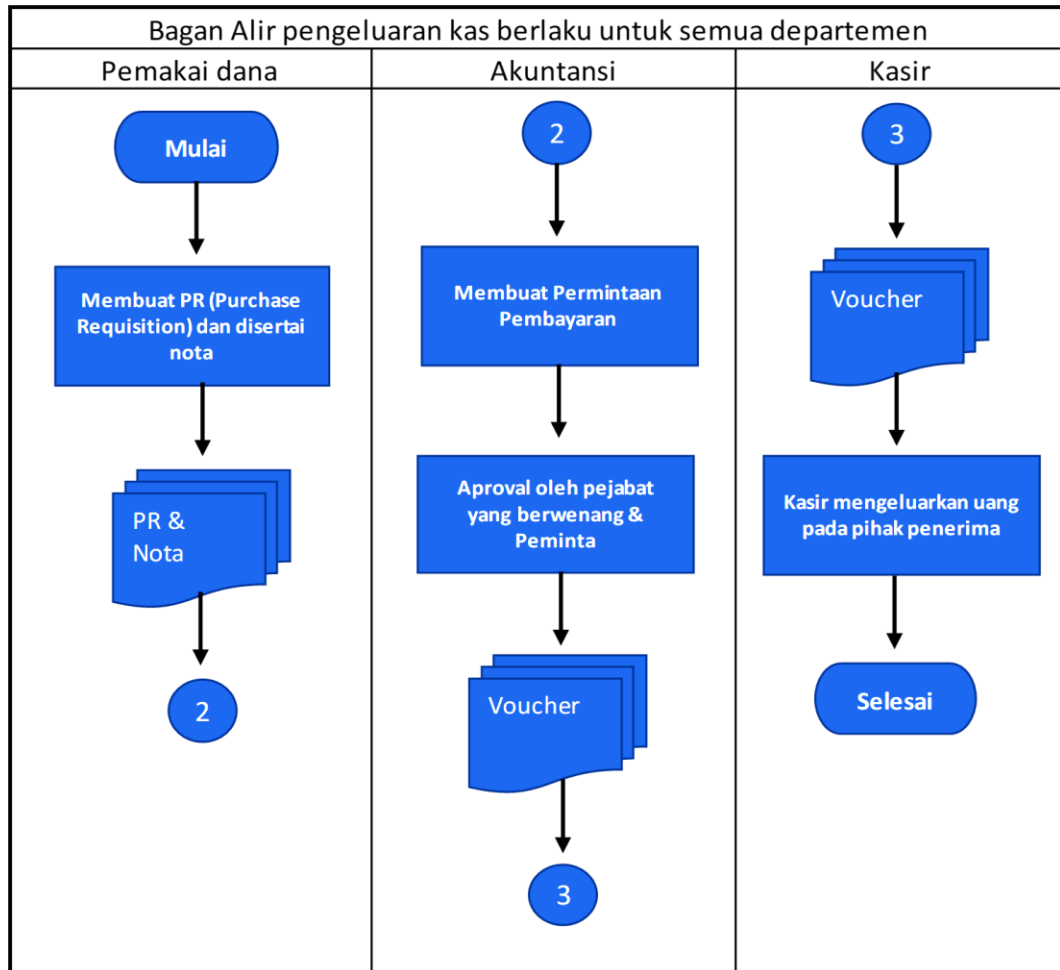 Bagan Alir pengeluaran kas berlaku untuk semua departemen
Pemakai dana
Akuntansi
Kasir
Mulai
Membuat PR (Purchase
Requisition) dan disertai
nota
PR &
Nota
2
2
Membuat Permintaan
Pembayaran
Aproval oleh pejabat
yang berwenang &
Peminta
Voucher
3
3
Voucher
Kasir mengeluarkan uang
pada pihak penerima
Selesai